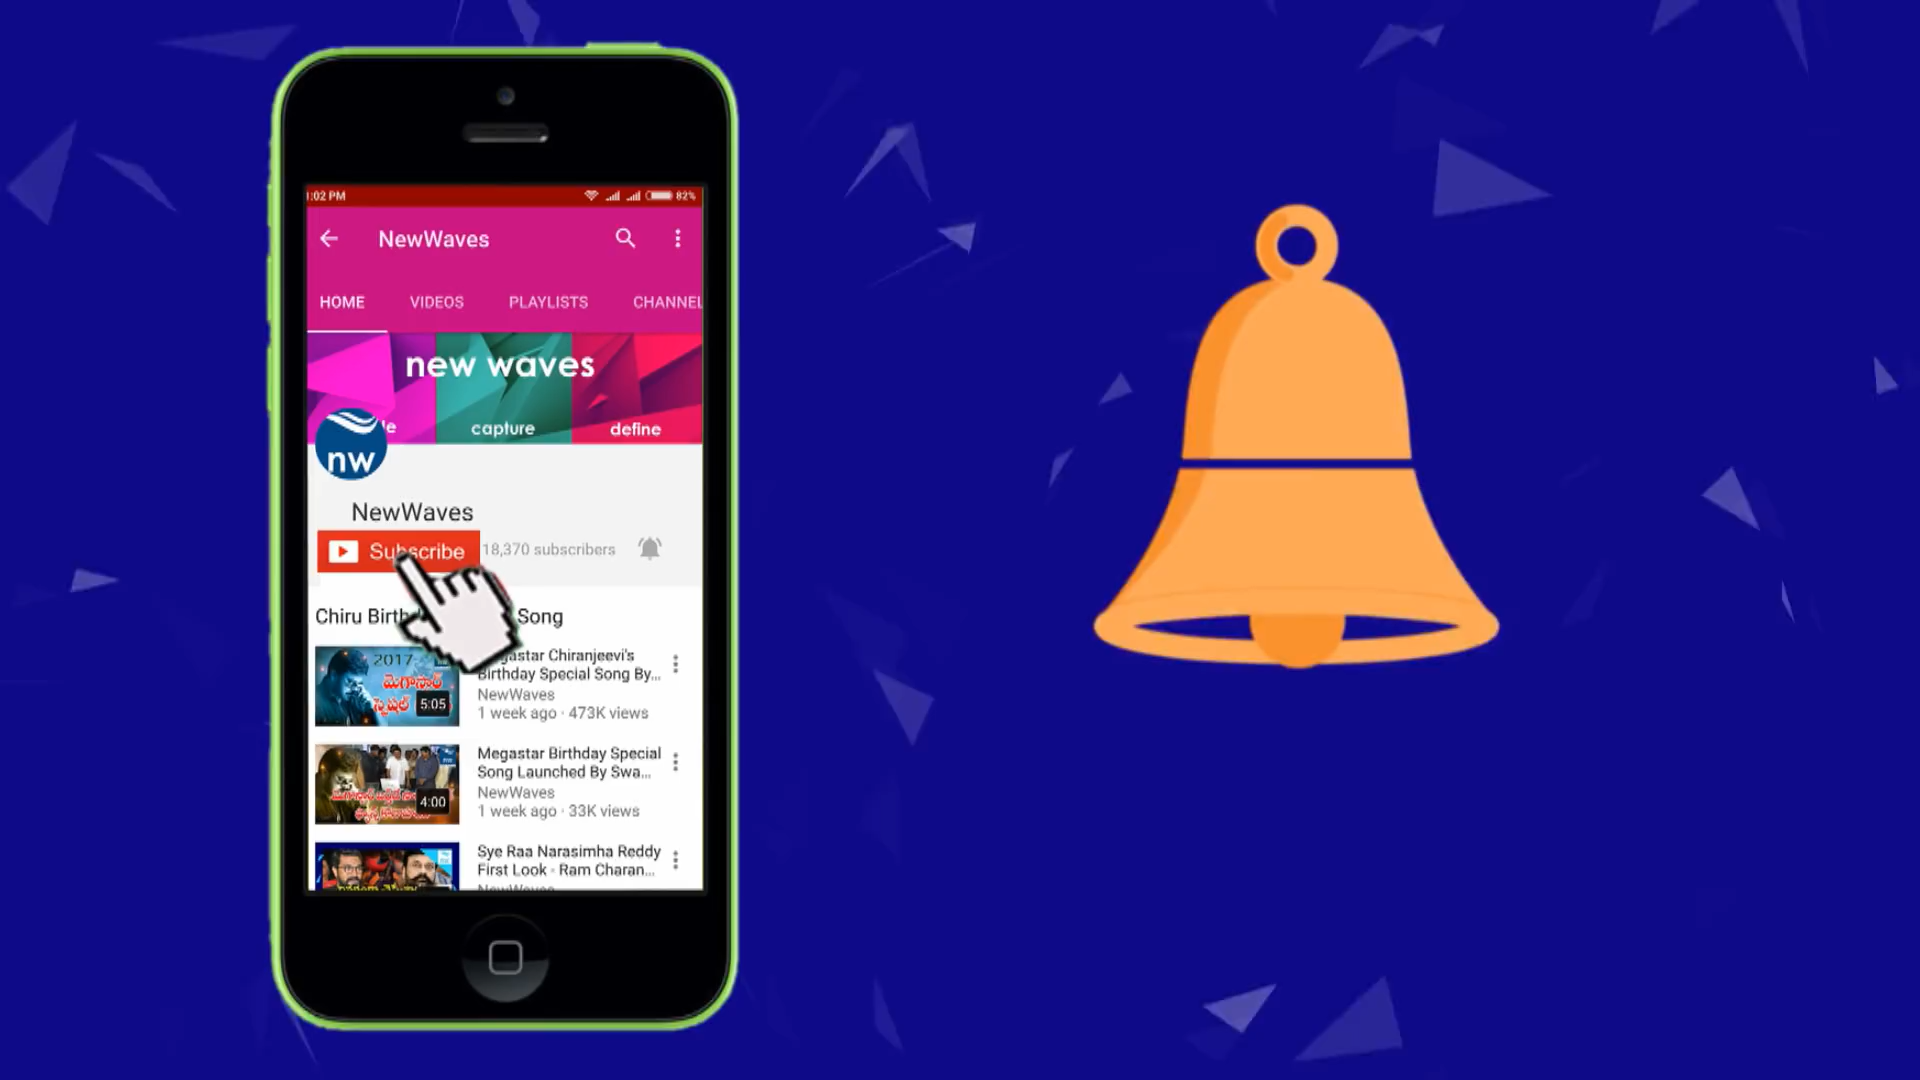 1:02 PM
82%
NewWaves
HOME VIDEOS PLAYLISTS CHANNEL
new waves
capture
define
nw
NewWaves
Subscribe
18,370 subscribers
Song
2017
మెగాస్టార్
స్పెషల్
5:05
Chiranjeevi's
Birthday Special Song By...
NewWaves
1 week ago · 473K views
4:00
Megastar Birthday Special
Song Launched By Swa...
NewWaves
1 week ago · 33K views
Sye Raa Narasimha Reddy
First Look - Ram Charan...
NewWaves